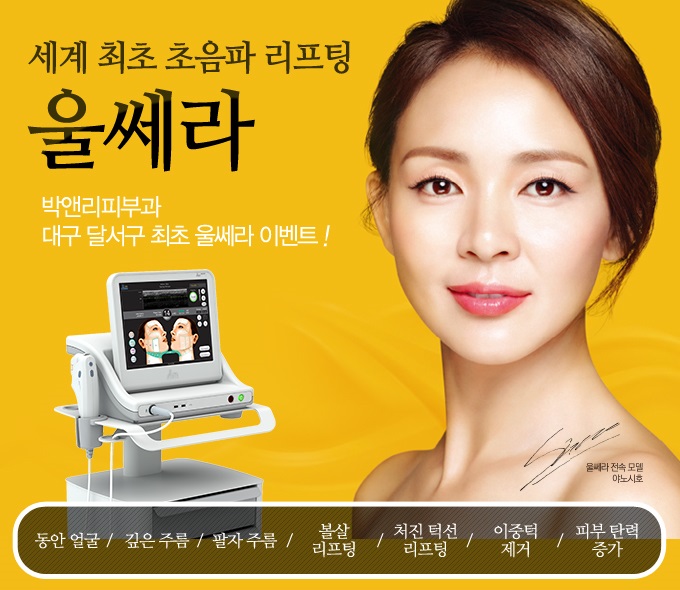 세계 최초 초음파 리프팅
울쎄라
박앤리피부과
대구 달서구 최초 울쎄라 이벤트!
14
울쎄라 전속 모델
야노시호
동안 얼굴 / 깊은 주름 / 팔자 주름 / 볼살 리프팅 / 처진 턱선 리프팅 / 이중턱 제거 / 피부 탄력 증가